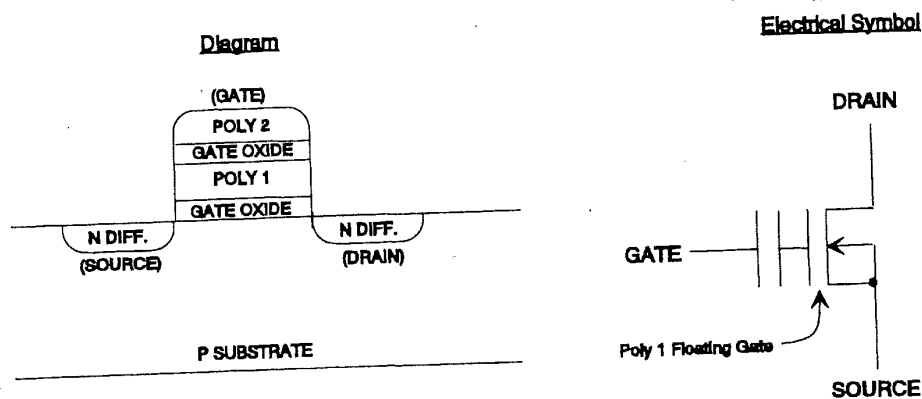 Diagram
(GATE)
POLY 2
GATE OXIDE
POLY 1
GATE OXIDE
N DIFF.
(SOURCE)
N DIFF.
(DRAIN)
P SUBSTRATE
Electrical Symbol
DRAIN
GATE
Poly 1 Floating Gate
SOURCE